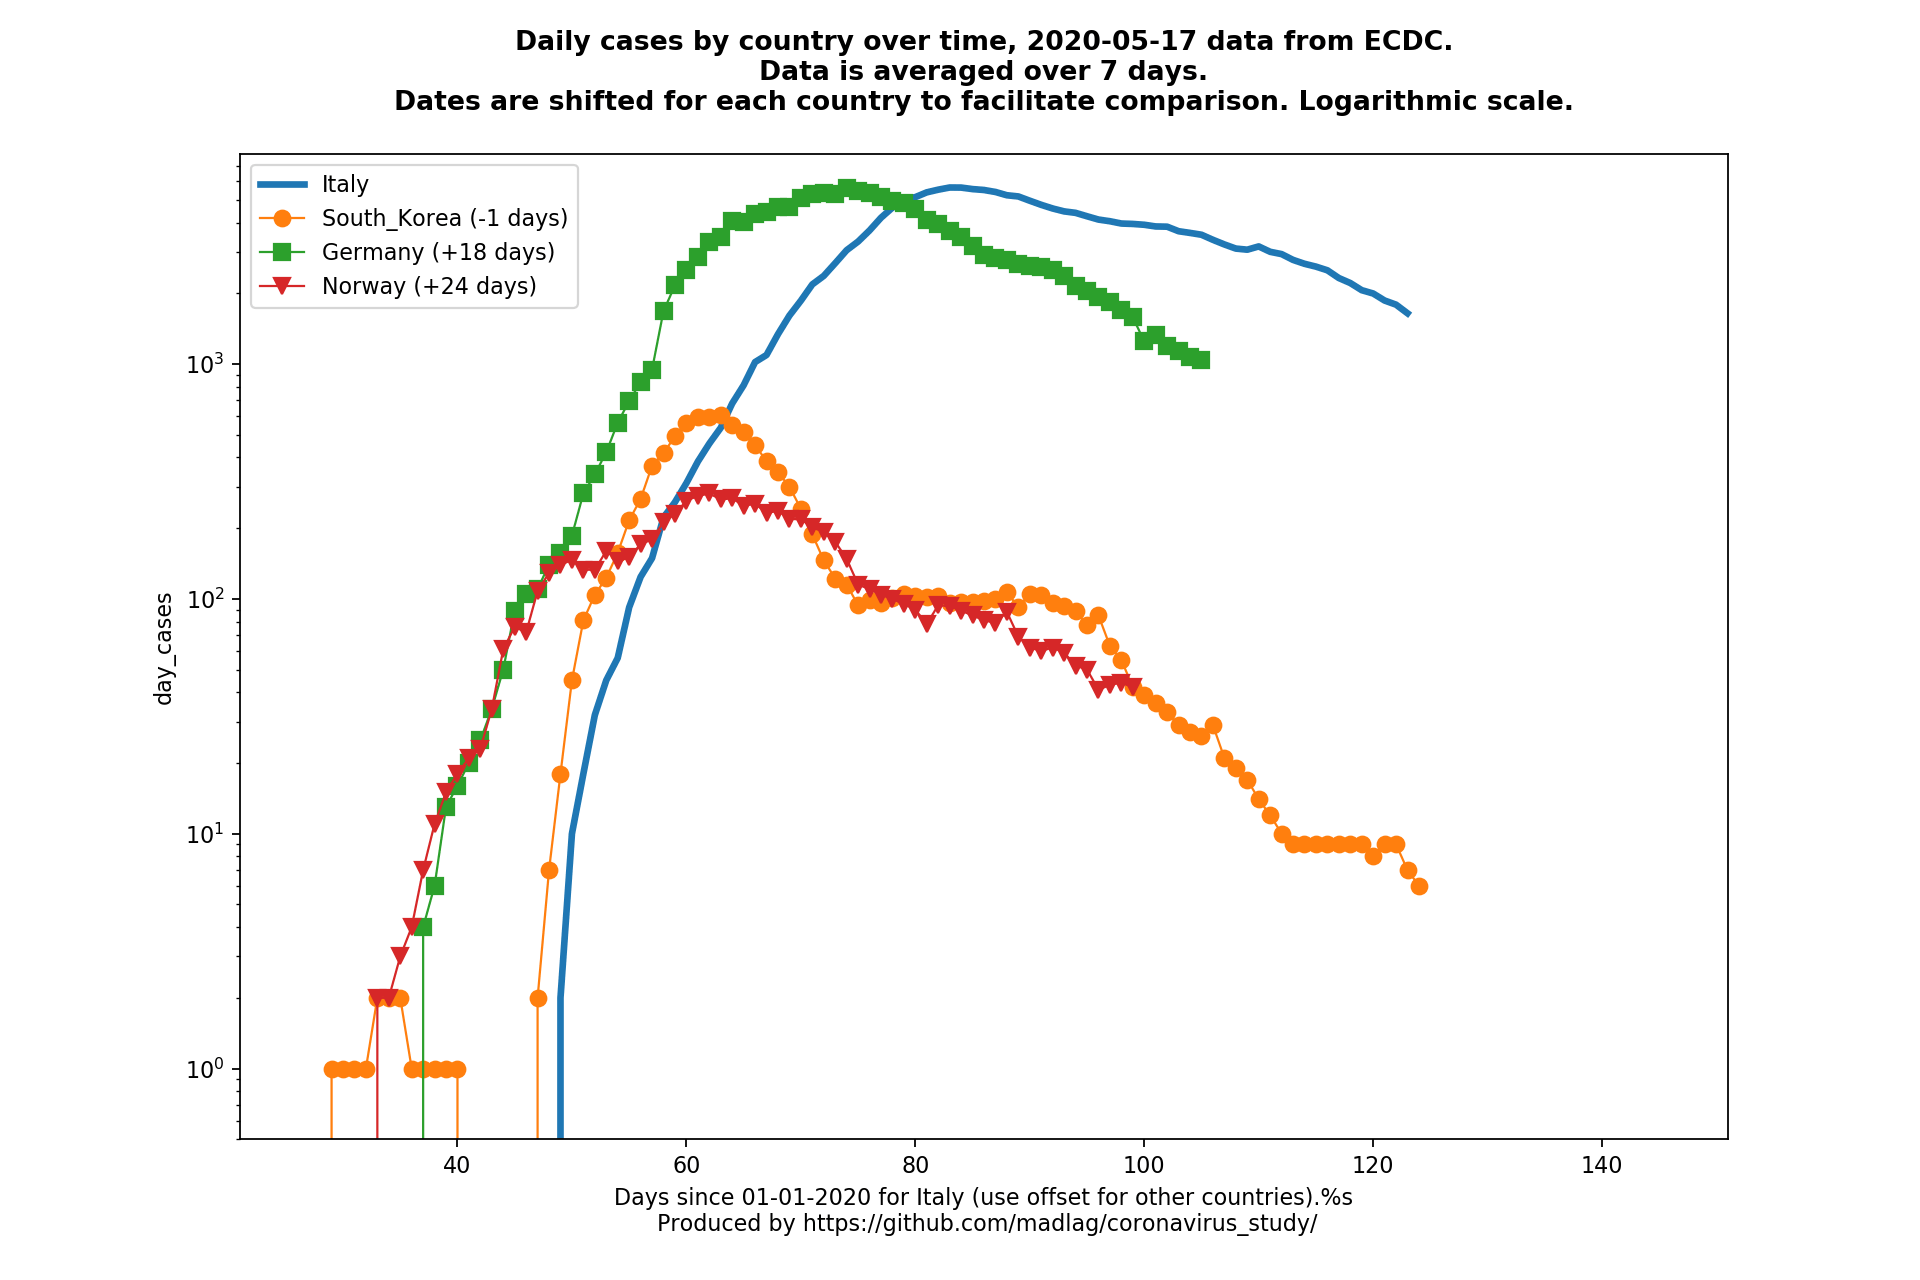 Daily cases by country over time, 2020-05-17 data from ECDC.
Data is averaged over 7 days.
Dates are shifted for each country to facilitate comparison. Logarithmic scale.
Italy
South_Korea (-1 days)
Germany (+18 days)
Norway (+24 days)
10³
10²
10¹
10⁰
day_cases
40 60 80 100 120 140
Days since 01-01-2020 for Italy (use offset for other countries).%s
Produced by https://github.com/madlag/coronavirus_study/